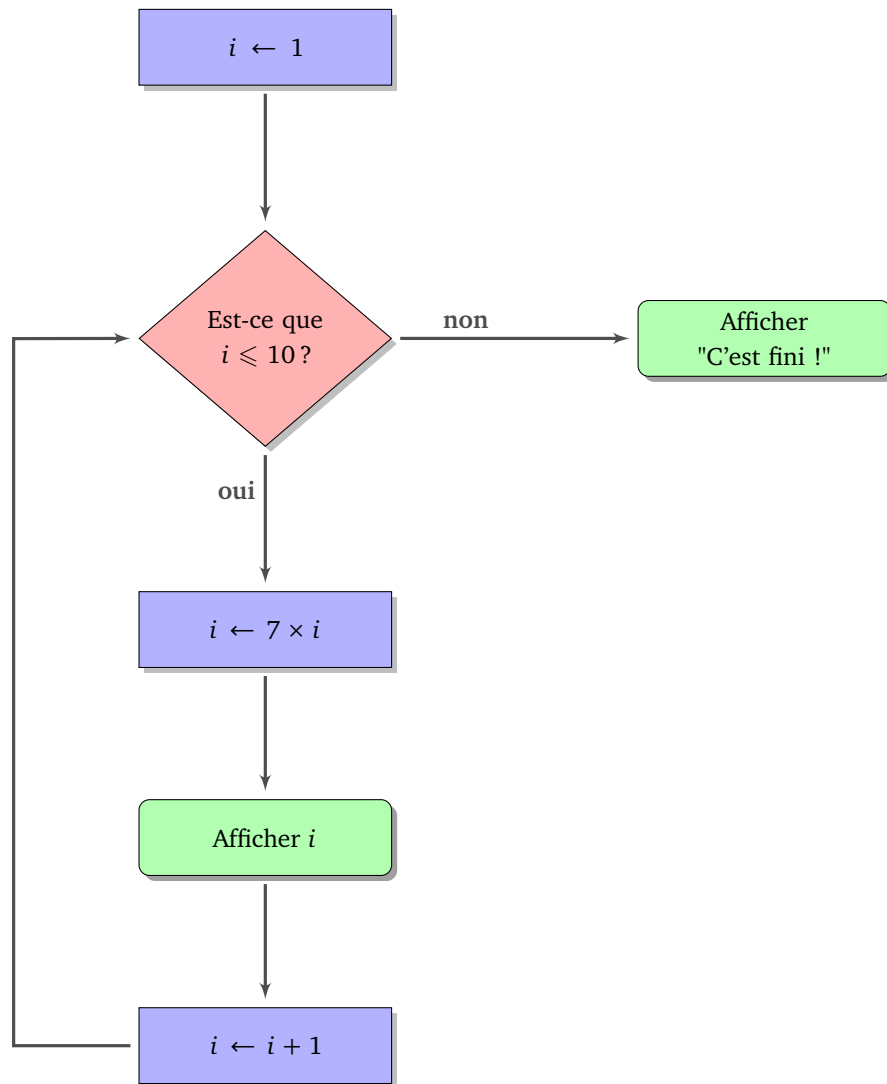 i ← 1
Est-ce que
i ⩽ 10 ?
non
Afficher
"C'est fini !"
oui
i ← 7 × i
Afficher i
i ← i + 1